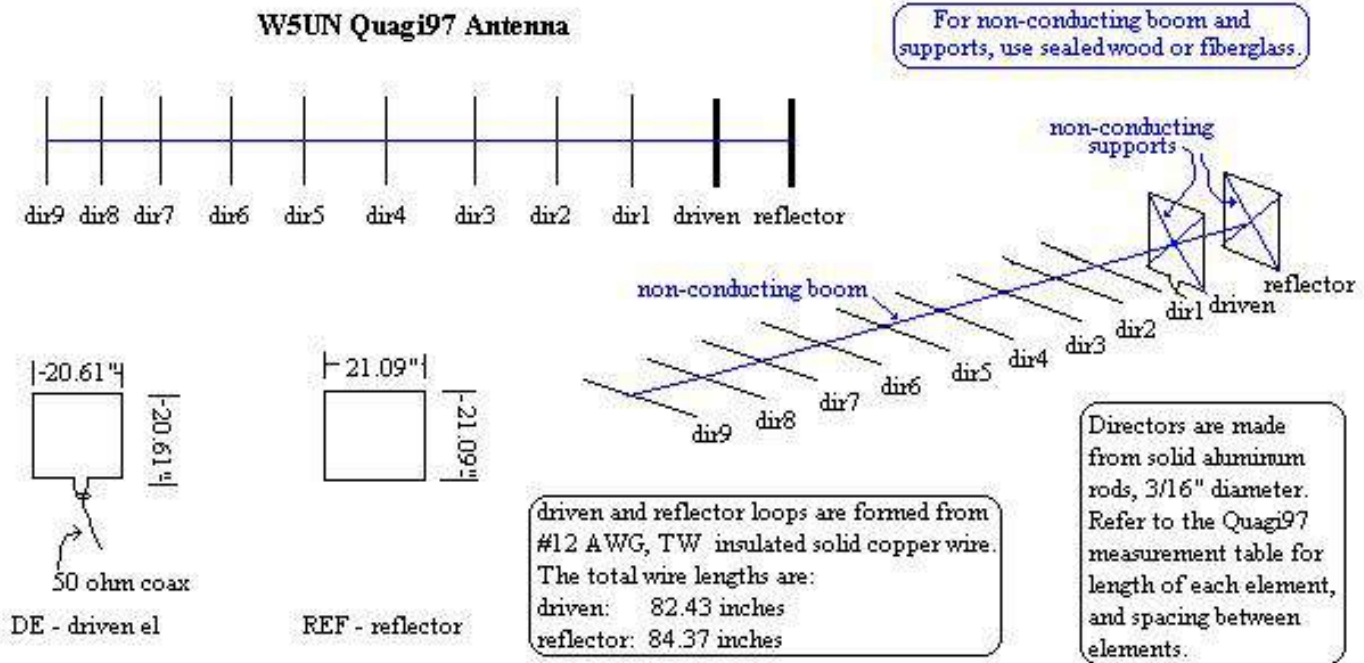 W5UN Quagi97 Antenna
For non-conducting boom and
supports, use sealed wood or fiberglass.
dir9 dir8 dir7 dir6 dir5 dir4 dir3 dir2 dir1 driven reflector
non-conducting
supports
non-conducting boom
reflector
driven
dir1
dir2
dir3
dir4
dir5
dir6
dir7
dir8
dir9
|-20.61"-|
-20.61"-
50 ohm coax
DE - driven el
21.09"
-21.09"
REF - reflector
driven and reflector loops are formed from
#12 AWG, TW insulated solid copper wire.
The total wire lengths are:
driven: 82.43 inches
reflector: 84.37 inches
Directors are made
from solid aluminum
rods, 3/16" diameter.
Refer to the Quagi97
measurement table for
length of each element,
and spacing between
elements.